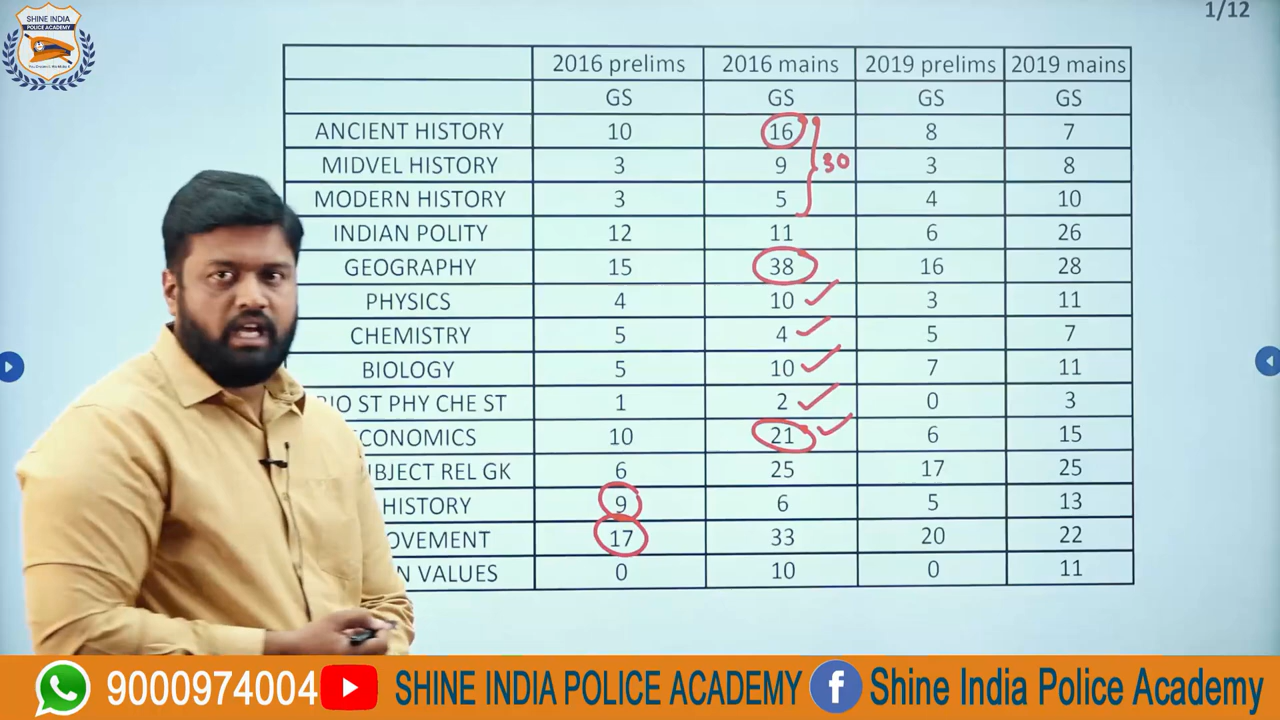 SHINE INDIA
POLICE ACADEMY
1/12
2016 prelims 2016 mains 2019 prelims 2019 mains
GS GS GS GS
ANCIENT HISTORY 10 16 8 7
MIDVEL HISTORY 3 9 3 8
30
MODERN HISTORY 3 5 4 10
INDIAN POLITY 12 11 6 26
GEOGRAPHY 15 38 16 28
PHYSICS 4 10 3 11
CHEMISTRY 5 4 5 7
BIOLOGY 5 10 7 11
BIO ST PHY CHE ST 1 2 0 3
ECONOMICS 10 21 6 15
UBJECT REL GK 6 25 17 25
HISTORY 9 6 5 13
OVEMENT 17 33 20 22
N VALUES 0 10 0 11
9000974004 SHINE INDIA POLICE ACADEMY f Shine India Police Academy